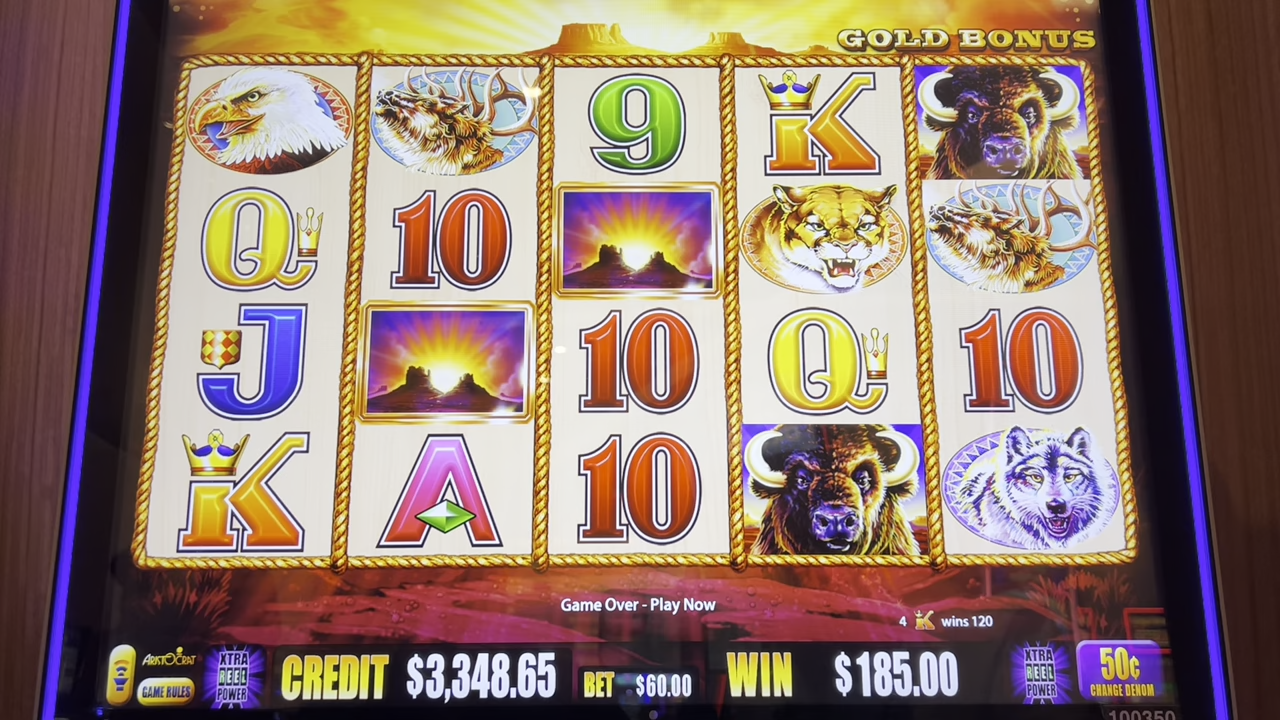 GOLD BONUS
9 K
Q 10
J 10 Q 10
K A 10
Game Over - Play Now
4 K wins 120
ARISTOCRAT
GAME RULES
XTRA
REEL
POWER
CREDIT $3,348.65
BET $60.00
WIN $185.00
XTRA
REEL
POWER
50¢
CHANGE DENOM
100350